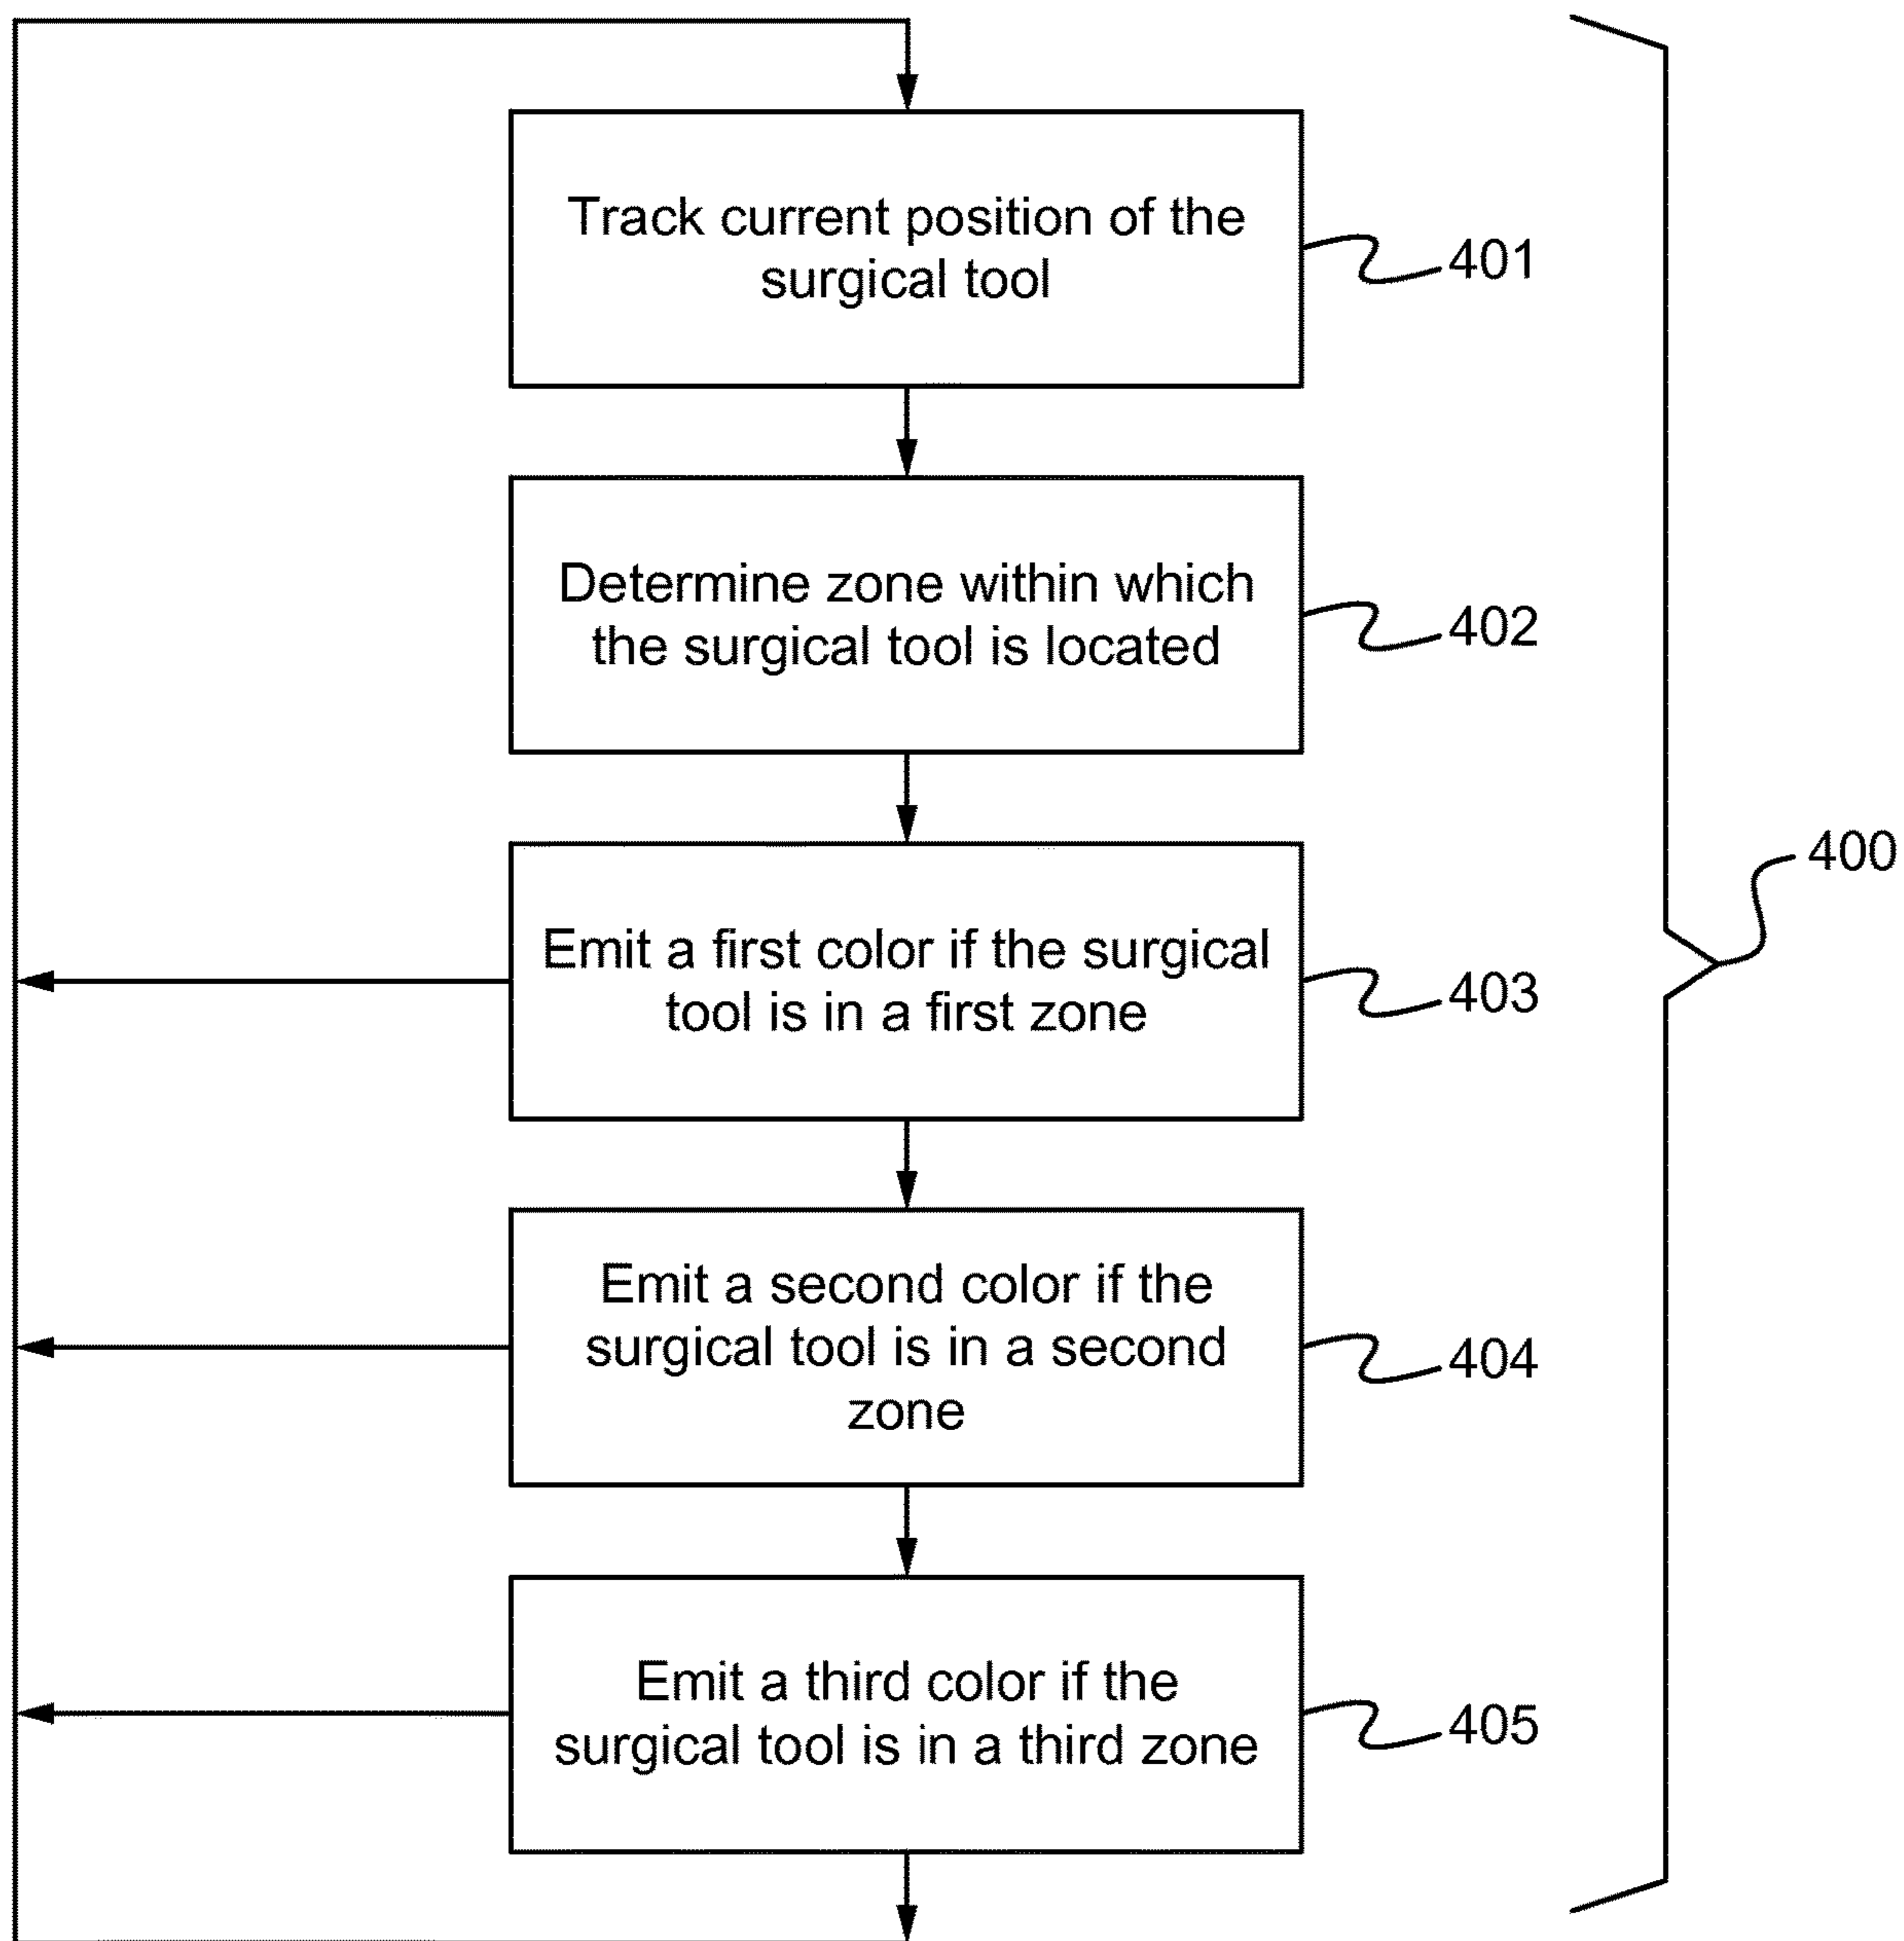 Track current position of the
surgical tool
401
Determine zone within which
the surgical tool is located
402
400
Emit a first color if the surgical
tool is in a first zone
403
Emit a second color if the
surgical tool is in a second
zone
404
Emit a third color if the
surgical tool is in a third zone
405